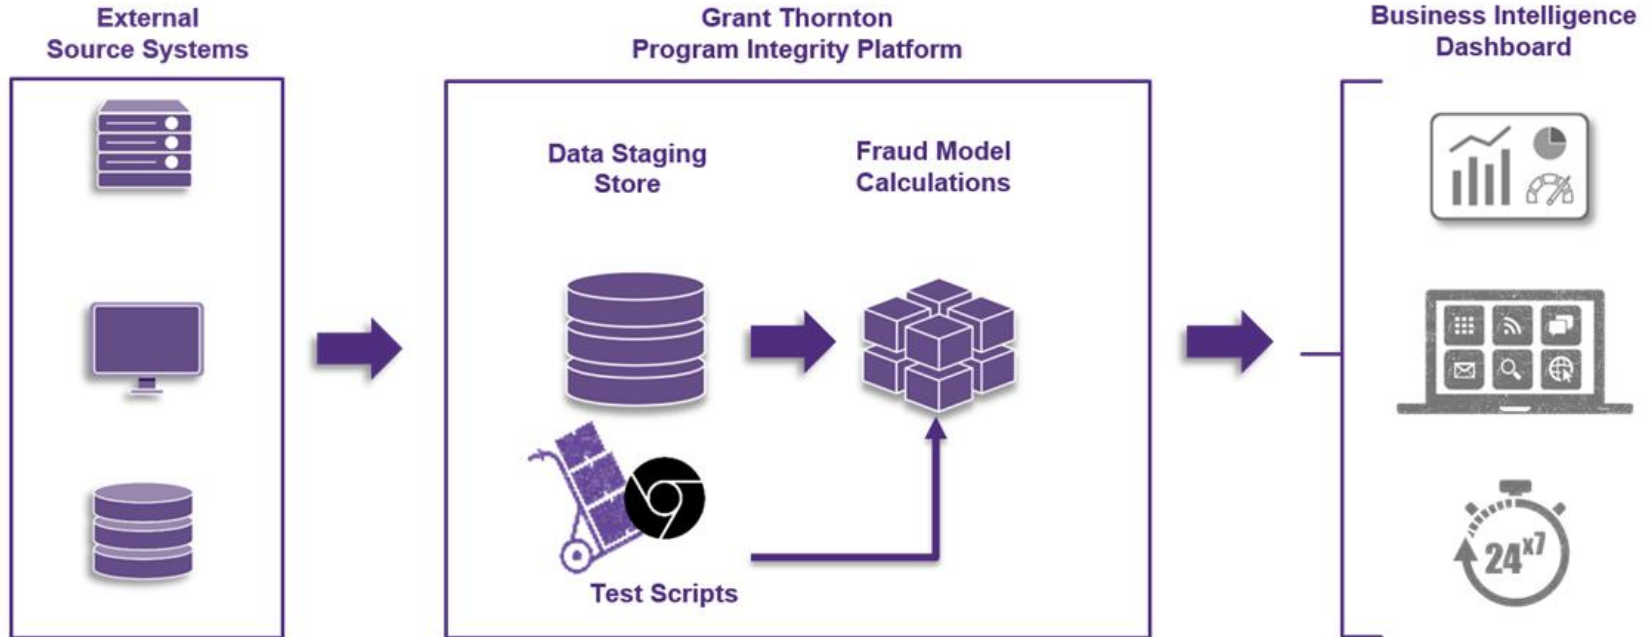 External
Source Systems
Grant Thornton
Program Integrity Platform
Business Intelligence
Dashboard
Data Staging
Store
Fraud Model
Calculations
Test Scripts
24x7